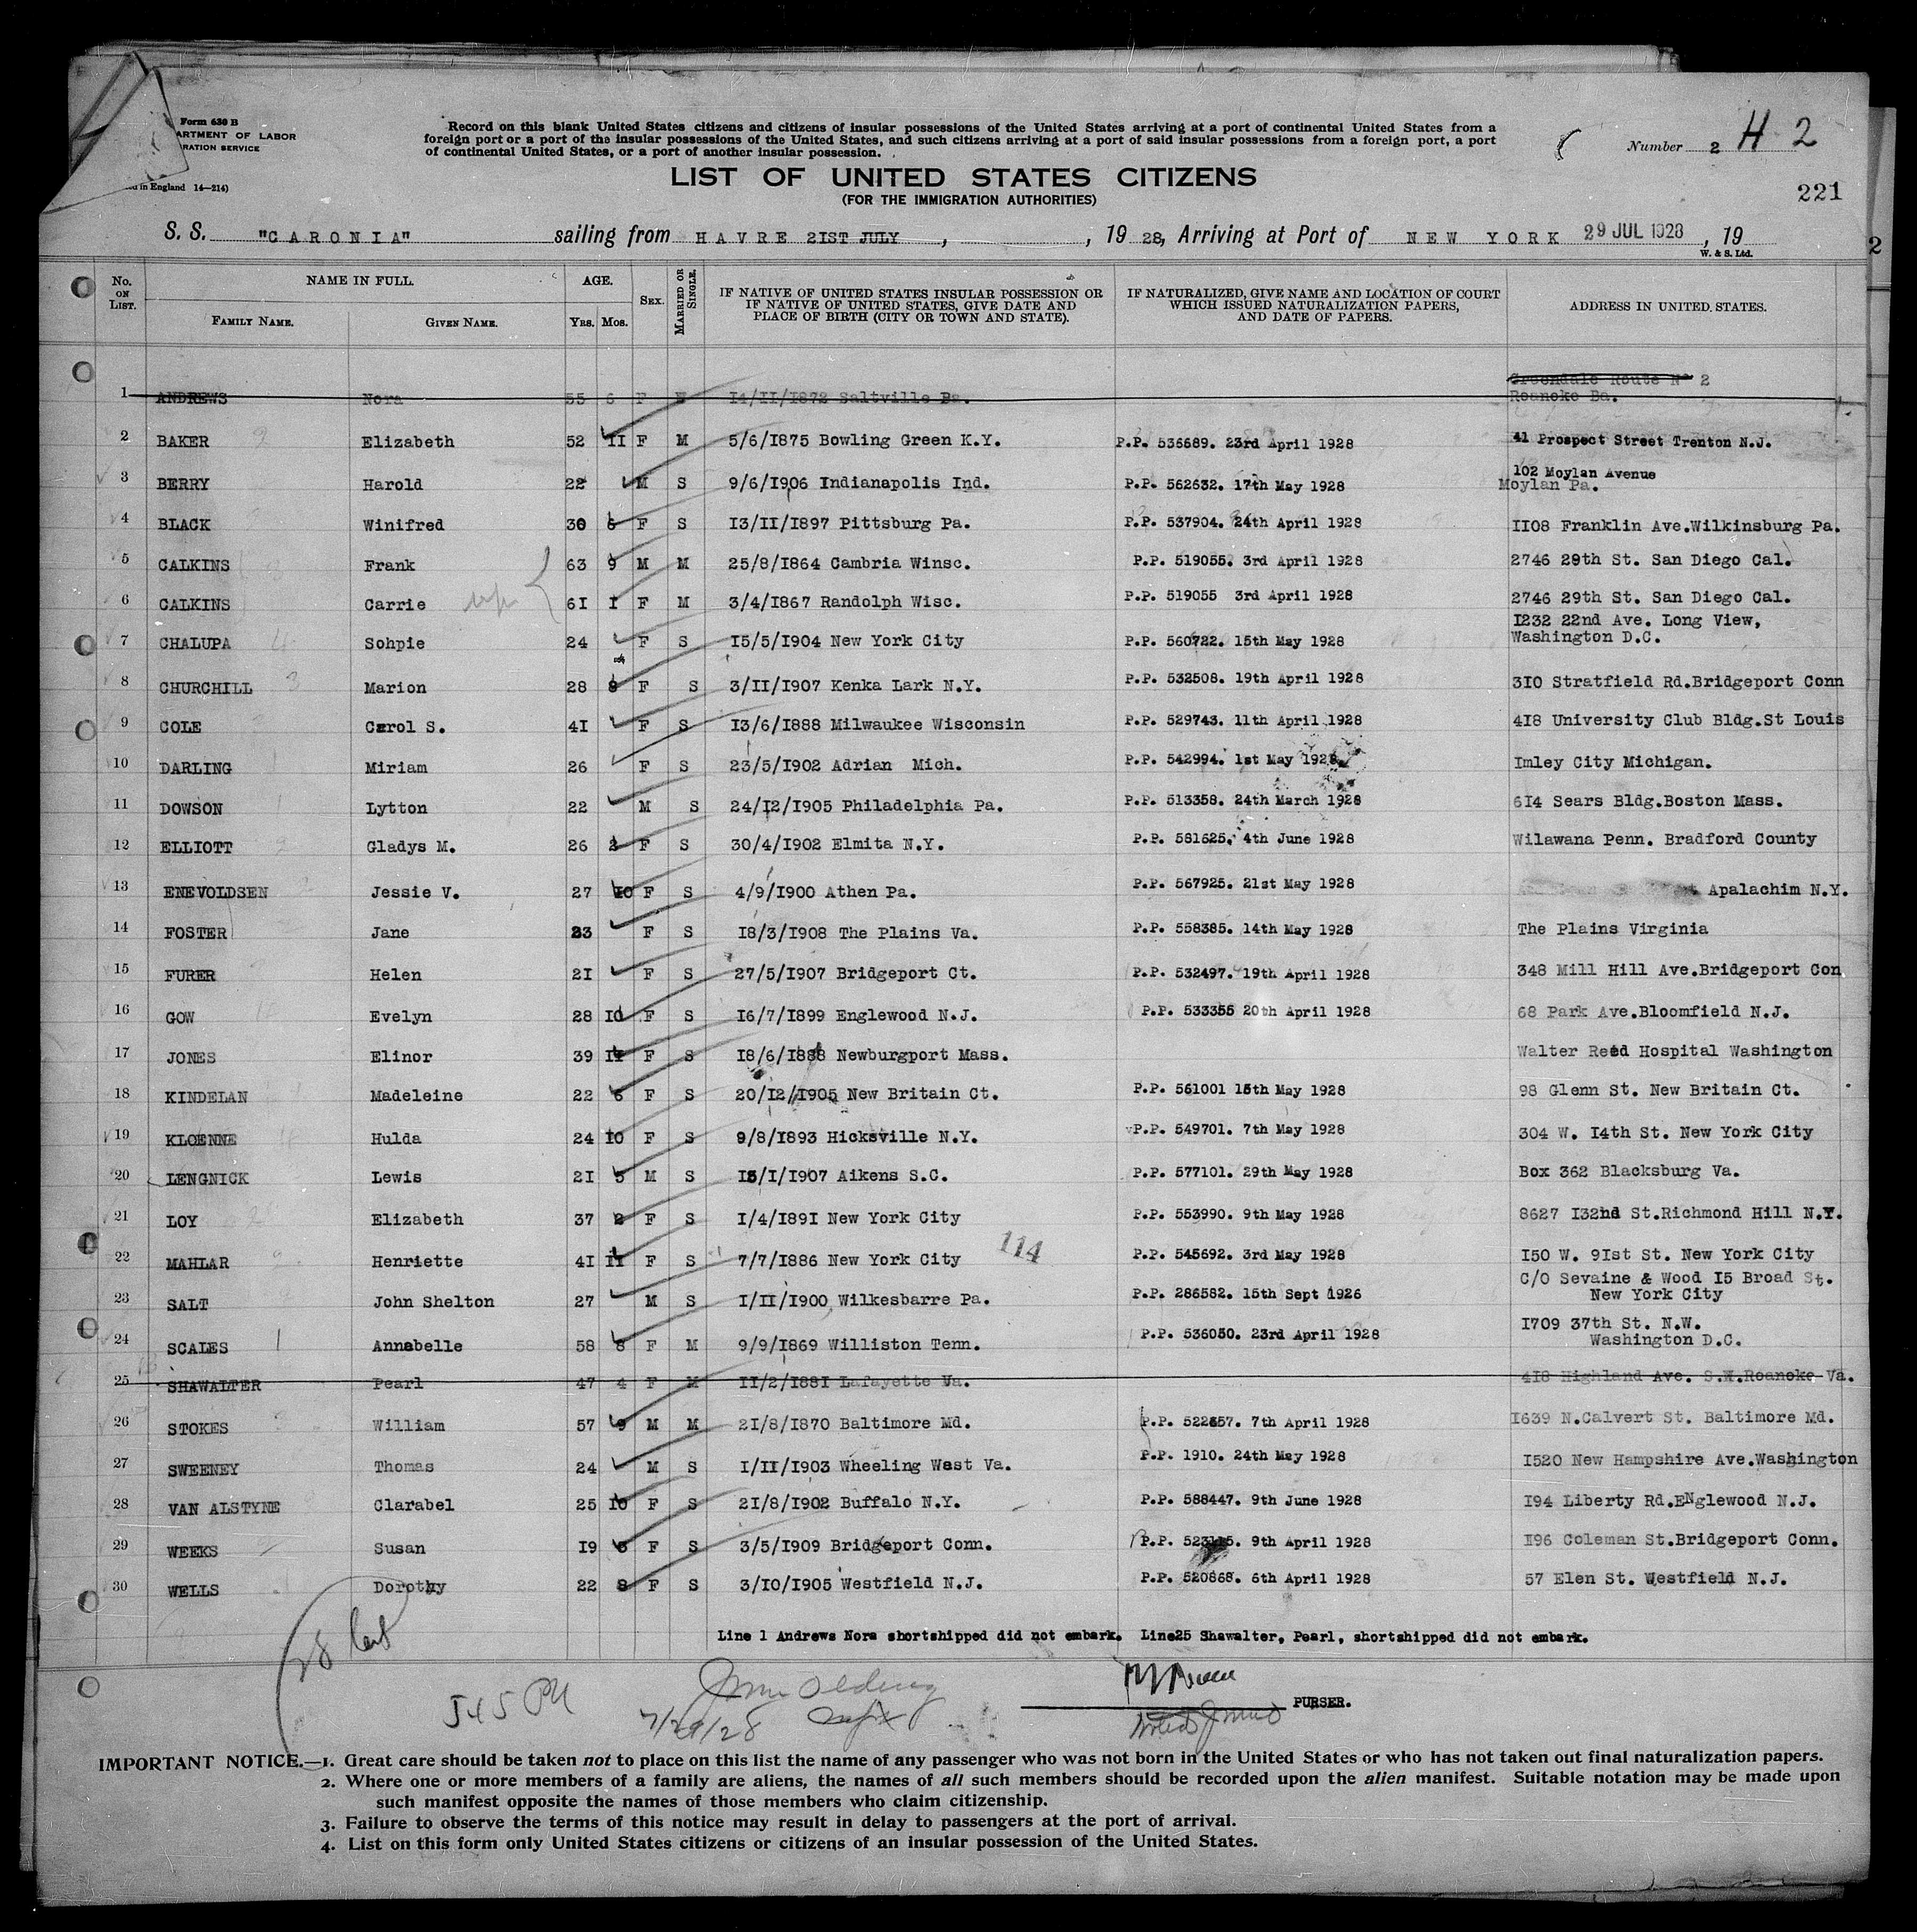 Form 630 B
ARTMENT OF LABOR
RATION SERVICE
in England 14—214)
Record on this blank United States citizens and citizens of insular possessions of the United States arriving at a port of continental United States from a
foreign port or a port of the insular possessions of the United States, and such citizens arriving at a port of said insular possessions from a foreign port, a port
of continental United States, or a port of another insular possession.
Number 2 H 2
LIST OF UNITED STATES CITIZENS
(FOR THE IMMIGRATION AUTHORITIES)
221
S. S. "CARONIA" sailing from HAVRE 21ST JULY, , 19 28, Arriving at Port of NEW YORK 29 JUL 1928, 19
W. & S. Ltd.
2
No. ON LIST. NAME IN FULL. AGE. SEX. MARRIED OR SINGLE. IF NATIVE OF UNITED STATES INSULAR POSSESSION OR IF NATIVE OF UNITED STATES, GIVE DATE AND PLACE OF BIRTH (CITY OR TOWN AND STATE). IF NATURALIZED, GIVE NAME AND LOCATION OF COURT WHICH ISSUED NATURALIZATION PAPERS, AND DATE OF PAPERS. ADDRESS IN UNITED STATES.
FAMILY NAME. GIVEN NAME. YRS. MOS.
Greendale Route No 2
1 ANDREWS Nora 55 6 F 14/11/1872 Saltville Ba. Roanoke Ba.
2 BAKER Elizabeth 52 11 F M 5/6/1875 Bowling Green K.Y. P.P. 536689. 23rd April 1928 41 Prospect Street Trenton N.J.
102 Moylan Avenue
3 BERRY Harold 22 M S 9/6/1906 Indianapolis Ind. P.P. 562632. 17th May 1928 Moylan Pa.
4 BLACK Winifred 30 6 F S 13/11/1897 Pittsburg Pa. P.P. 537904. 24th April 1928 1108 Franklin Ave.Wilkinsburg Pa.
5 CALKINS Frank 63 9 M M 25/8/1864 Cambria Winsc. P.P. 519055. 3rd April 1928 2746 29th St. San Diego Cal.
6 CALKINS Carrie 61 1 F M 3/4/1867 Randolph Wisc. P.P. 519055 3rd April 1928 2746 29th St. San Diego Cal.
1232 22nd Ave. Long View,
7 CHALUPA Sohpie 24 F S 15/5/1904 New York City P.P. 560722. 15th May 1928 Washington D.C.
8 CHURCHILL Marion 28 8 F S 3/11/1907 Kenka Lark N.Y. P.P. 532508. 19th April 1928 310 Stratfield Rd.Bridgeport Conn
9 COLE Carol S. 41 F S 13/6/1888 Milwaukee Wisconsin P.P. 529743. 11th April 1928 418 University Club Bldg.St Louis
10 DARLING Miriam 26 F S 23/5/1902 Adrian Mich. P.P. 542994. 1st May 1928 Imley City Michigan.
11 DOWSON Lytton 22 M S 24/12/1905 Philadelphia Pa. P.P. 513358. 24th March 1928 614 Sears Bldg.Boston Mass.
12 ELLIOTT Gladys M. 26 2 F S 30/4/1902 Elmita N.Y. P.P. 581625. 4th June 1928 Wilawana Penn. Bradford County
13 ENEVOLDSEN Jessie V. 27 10 F S 4/9/1900 Athen Pa. P.P. 567925. 21st May 1928 Apalachim N.Y.
14 FOSTER Jane 23 F S 18/3/1908 The Plains Va. P.P. 558385. 14th May 1928 The Plains Virginia
15 FURER Helen 21 F S 27/5/1907 Bridgeport Ct. P.P. 532497. 19th April 1928 348 Mill Hill Ave.Bridgeport Con
16 GOW Evelyn 28 10 F S 16/7/1899 Englewood N.J. P.P. 533355 20th April 1928 68 Park Ave.Bloomfield N.J.
17 JONES Elinor 39 11 F S 18/6/1888 Newburgport Mass. Walter Reed Hospital Washington
18 KINDELAN Madeleine 22 6 F S 20/12/1905 New Britain Ct. P.P. 561001 15th May 1928 98 Glenn St. New Britain Ct.
19 KLOENNE Hulda 24 10 F S 9/8/1893 Hicksville N.Y. P.P. 549701. 7th May 1928 304 W. 14th St. New York City
20 LENGNICK Lewis 21 5 M S 13/1/1907 Aikens S.C. P.P. 577101. 29th May 1928 Box 362 Blacksburg Va.
21 LOY Elizabeth 37 2 F S 1/4/1891 New York City P.P. 553990. 9th May 1928 8627 132nd St.Richmond Hill N.Y.
22 MAHLAR Henriette 41 11 F S 7/7/1886 New York City 114 P.P. 545692. 3rd May 1928 150 W. 91st St. New York City
C/O Sevaine & Wood 15 Broad St.
23 SALT John Shelton 27 M S 1/11/1900 Wilkesbarre Pa. P.P. 286582. 15th Sept 1926 New York City
1709 37th St. N.W.
24 SCALES Annabelle 58 8 F M 9/9/1869 Williston Tenn. P.P. 536050. 23rd April 1928 Washington D.C.
25 SHAWALTER Pearl 47 4 F M 11/2/1881 Lafayette Va. 418 Highland Ave. S.W.Roanoke Va.
26 STOKES William 57 9 M M 21/8/1870 Baltimore Md. P.P. 522657. 7th April 1928 1639 N.Calvert St. Baltimore Md.
27 SWEENEY Thomas 24 M S 1/11/1903 Wheeling West Va. P.P. 1910. 24th May 1928 1520 New Hampshire Ave.Washington
28 VAN ALSTYNE Clarabel 25 10 F S 21/8/1902 Buffalo N.Y. P.P. 588447. 9th June 1928 194 Liberty Rd.ENglewood N.J.
29 WEEKS Susan 19 F S 3/5/1909 Bridgeport Conn. P.P. 9th April 1928 196 Coleman St.Bridgeport Conn.
30 WELLS Dorothy 22 8 F S 3/10/1905 Westfield N.J. P.P. 520868. 6th April 1928 57 Elen St. Westfield N.J.
Line 1 Andrews Nora shortshipped did not embark. Line25 Shawalter, Pearl, shortshipped did not embark.
545 PM
7/29/28
PURSER.
IMPORTANT NOTICE.—1. Great care should be taken not to place on this list the name of any passenger who was not born in the United States or who has not taken out final naturalization papers.
2. Where one or more members of a family are aliens, the names of all such members should be recorded upon the alien manifest. Suitable notation may be made upon
such manifest opposite the names of those members who claim citizenship.
3. Failure to observe the terms of this notice may result in delay to passengers at the port of arrival.
4. List on this form only United States citizens or citizens of an insular possession of the United States.